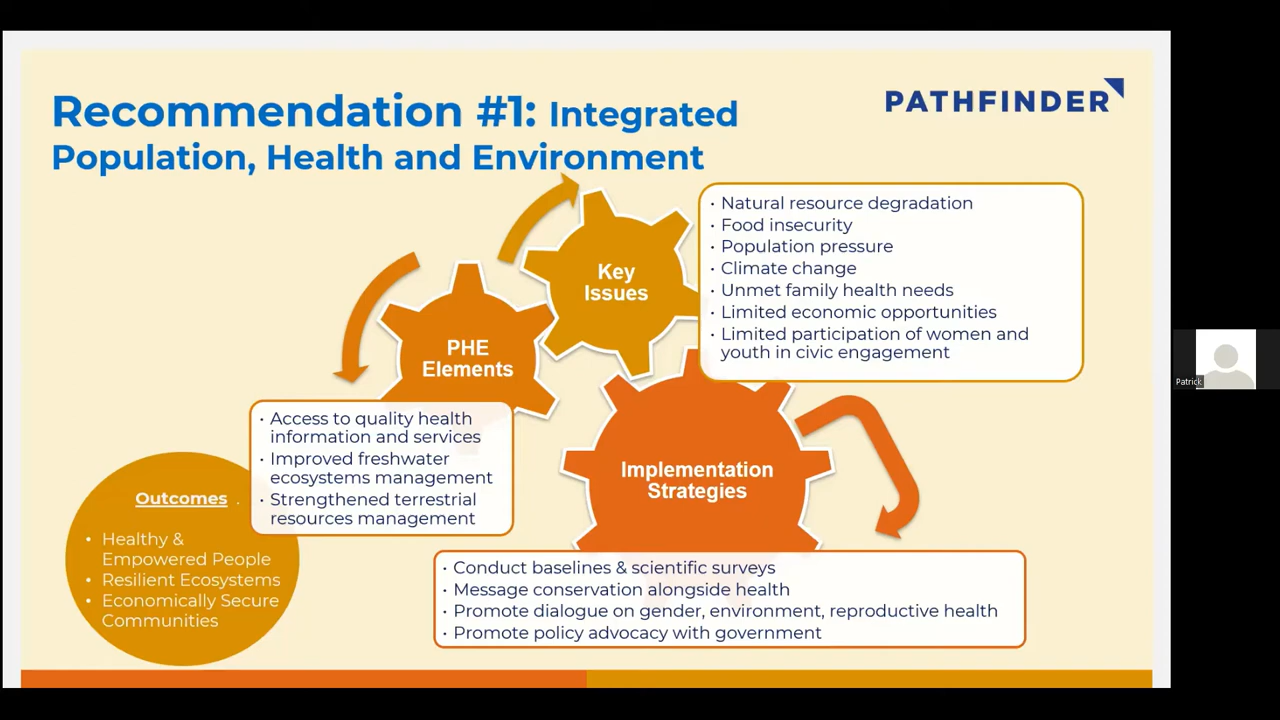 Recommendation #1: Integrated
Population, Health and Environment
PATHFINDER
Key
Issues
• Natural resource degradation
• Food insecurity
• Population pressure
• Climate change
• Unmet family health needs
• Limited economic opportunities
• Limited participation of women and
youth in civic engagement
PHE
Elements
• Access to quality health
information and services
• Improved freshwater
ecosystems management
• Strengthened terrestrial
resources management
Implementation
Strategies
• Conduct baselines & scientific surveys
• Message conservation alongside health
• Promote dialogue on gender, environment, reproductive health
• Promote policy advocacy with government
Outcomes .
• Healthy &
Empowered People
• Resilient Ecosystems
• Economically Secure
Communities
Patrick